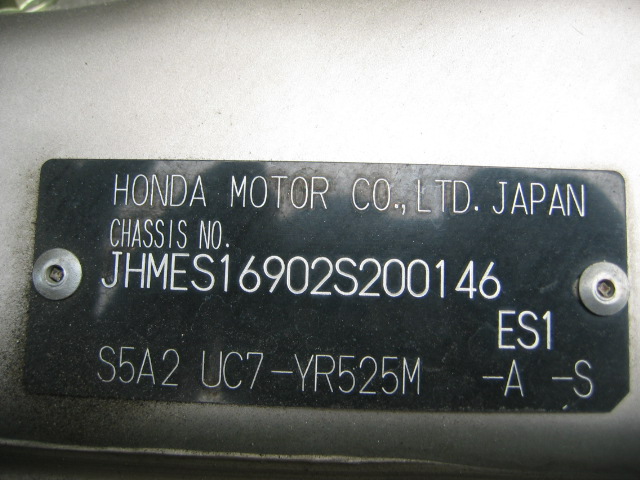 HONDA MOTOR CO.,LTD. JAPAN
CHASSIS NO.
JHMES16902S200146
ES1
S5A2 UC7-YR525M -A -S